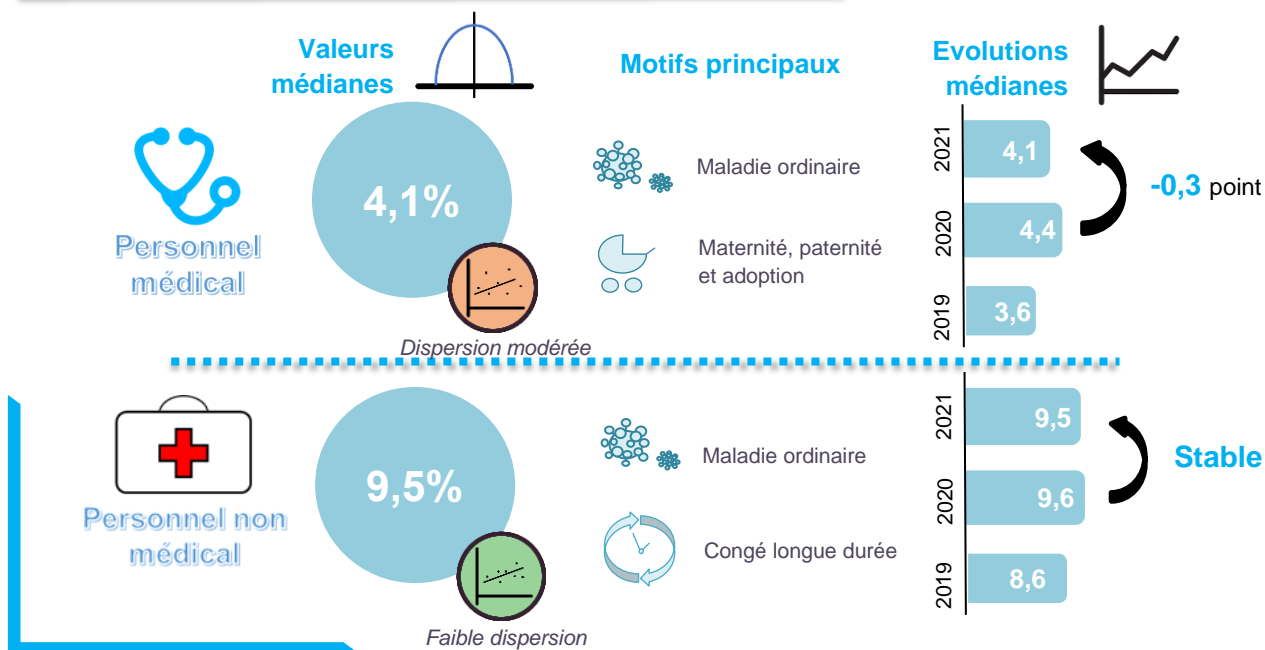 Valeurs
médianes
Motifs principaux
Evolutions
médianes
Personnel
médical
4,1%
Dispersion modérée
Maladie ordinaire
Maternité, paternité
et adoption
2021
4,1
2020
4,4
2019
3,6
-0,3 point
Personnel non
médical
9,5%
Faible dispersion
Maladie ordinaire
Congé longue durée
2021
9,5
2020
9,6
2019
8,6
Stable